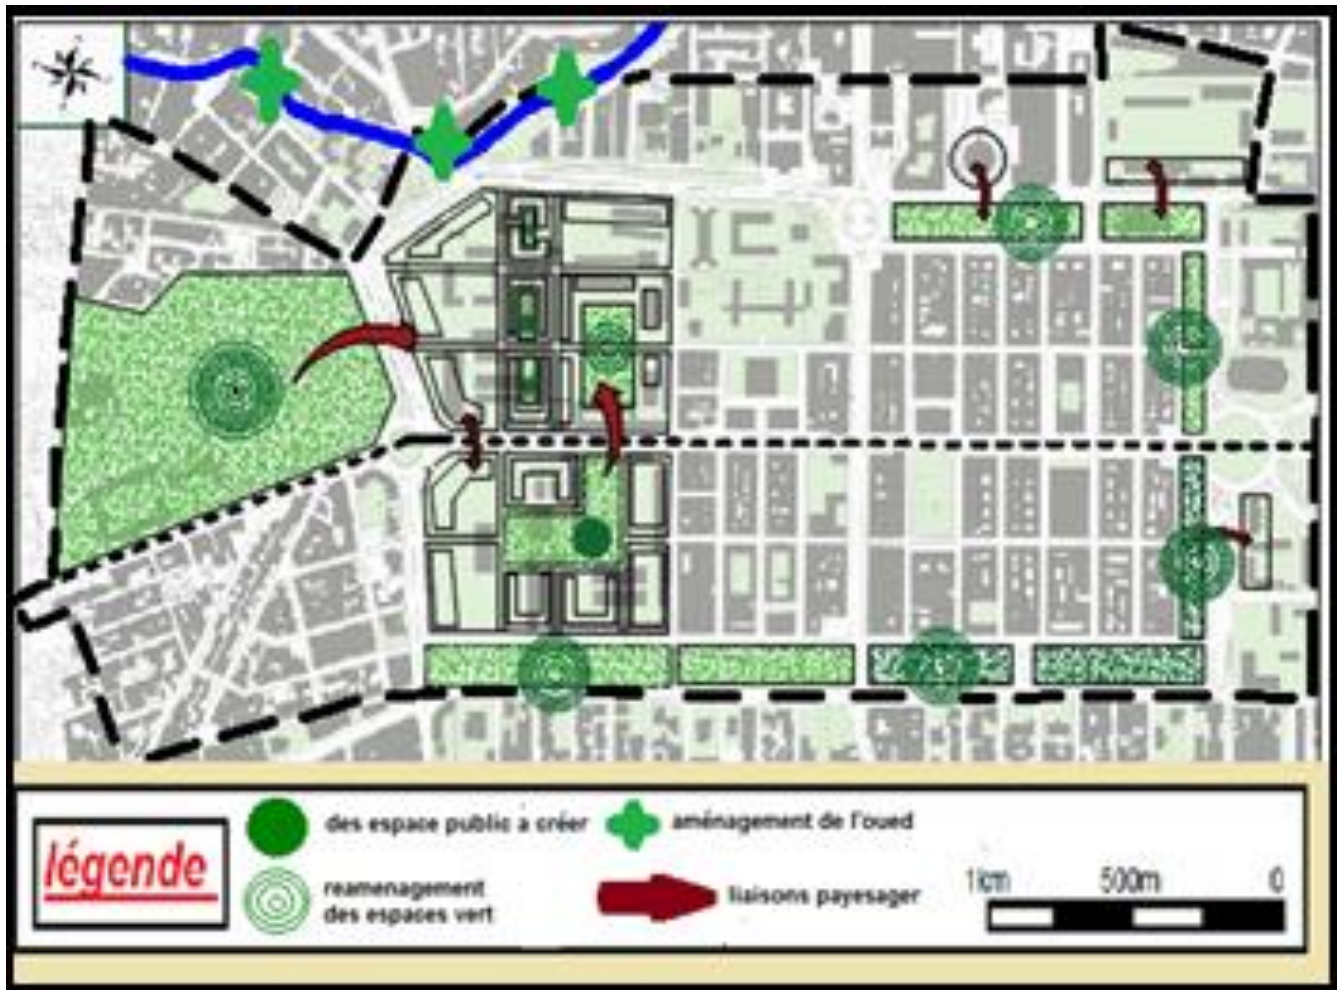 légende
des espace public a créer
aménagement de l'oued
reamenagement
des espaces vert
liaisons payesager
1km 500m 0